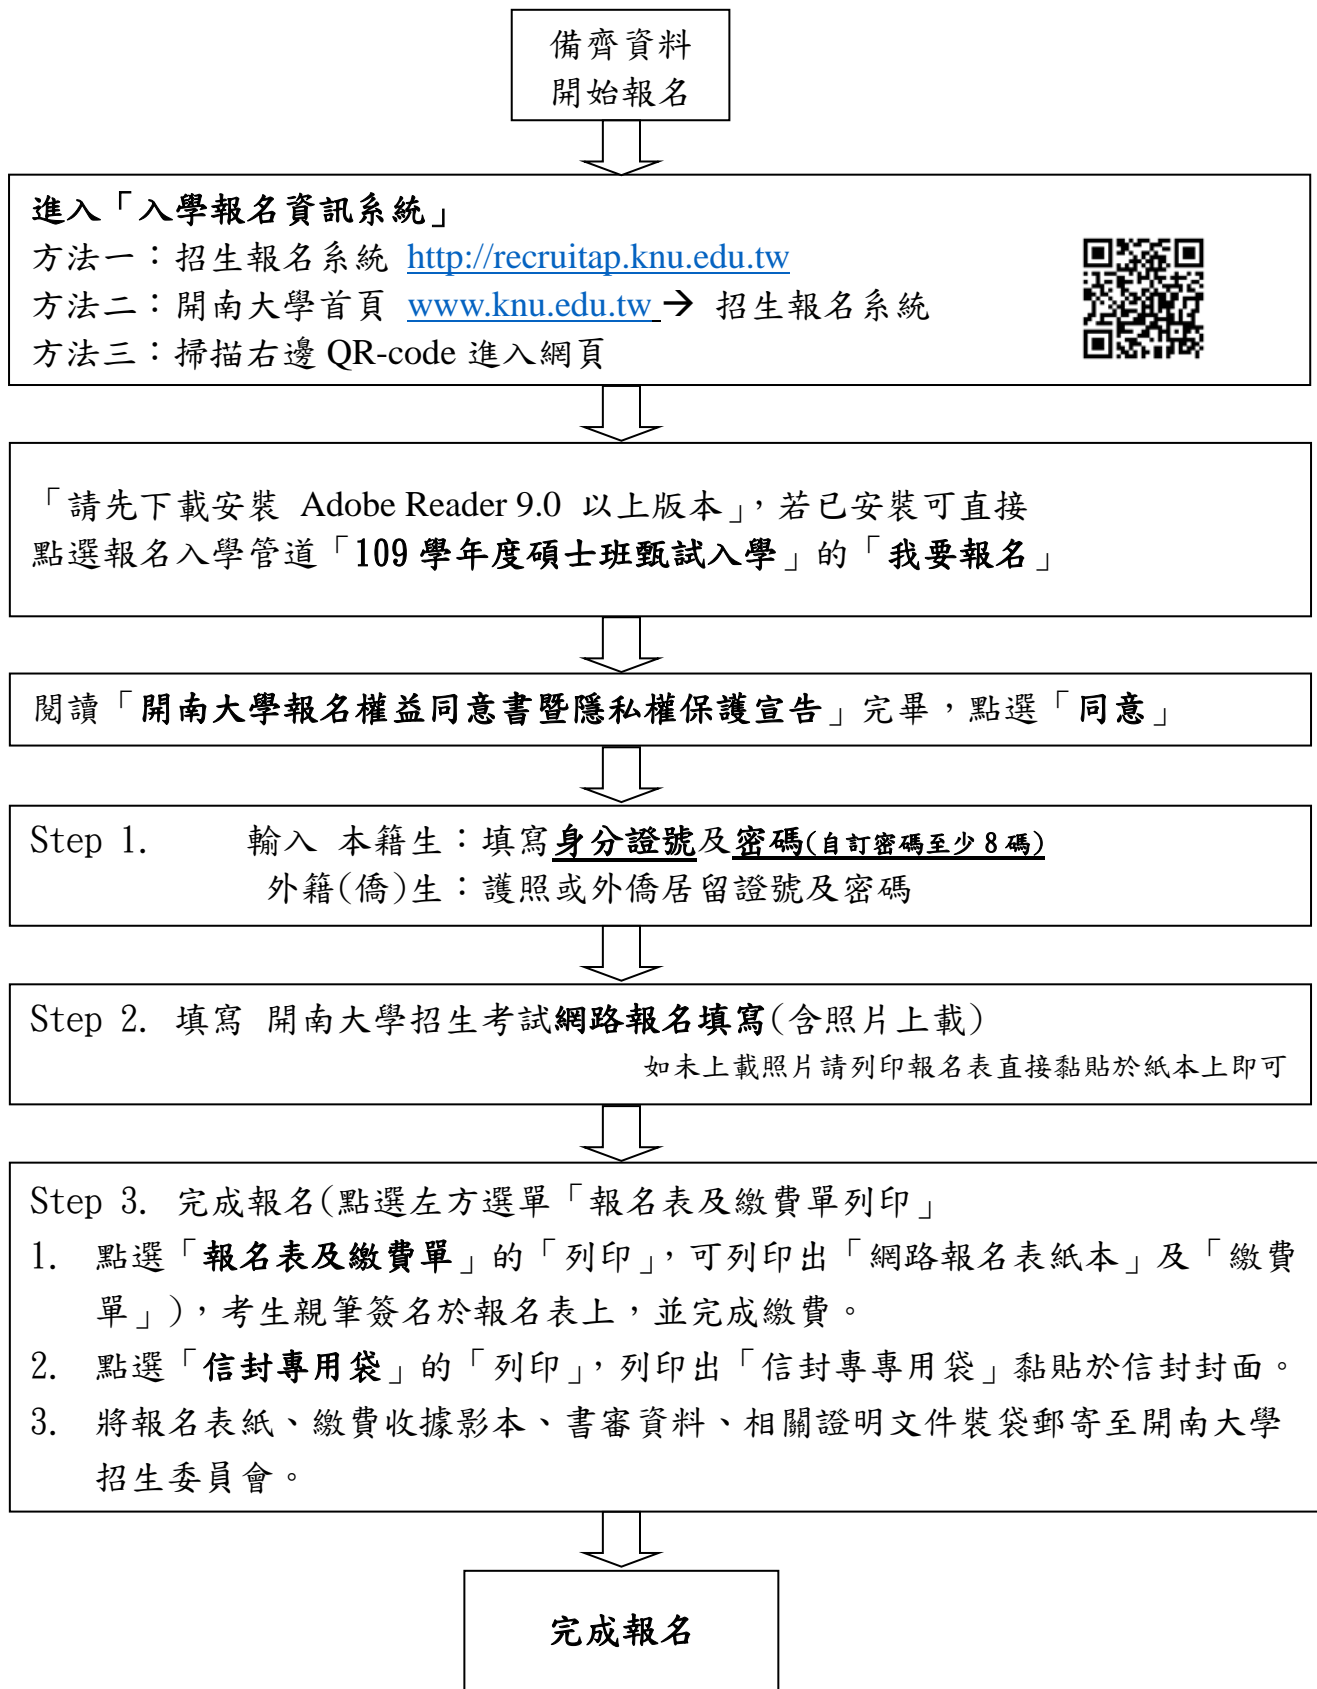 備齊資料
開始報名
進入「入學報名資訊系統」
方法一：招生報名系統 http://recruitap.knu.edu.tw
方法二：開南大學首頁 www.knu.edu.tw → 招生報名系統
方法三：掃描右邊 QR-code 進入網頁
「請先下載安裝 Adobe Reader 9.0 以上版本」，若已安裝可直接
點選報名入學管道「109 學年度碩士班甄試入學」的「我要報名」
閱讀「開南大學報名權益同意書暨隱私權保護宣告」完畢，點選「同意」
Step 1. 輸入 本籍生：填寫身分證號及密碼(自訂密碼至少 8 碼)
外籍(僑)生：護照或外僑居留證號及密碼
Step 2. 填寫 開南大學招生考試網路報名填寫(含照片上載)
如未上載照片請列印報名表直接黏貼於紙本上即可
Step 3. 完成報名(點選左方選單「報名表及繳費單列印」
1. 點選「報名表及繳費單」的「列印」，可列印出「網路報名表紙本」及「繳費
單」)，考生親筆簽名於報名表上，並完成繳費。
2. 點選「信封專用袋」的「列印」，列印出「信封專專用袋」黏貼於信封封面。
3. 將報名表紙、繳費收據影本、書審資料、相關證明文件裝袋郵寄至開南大學
招生委員會。
完成報名